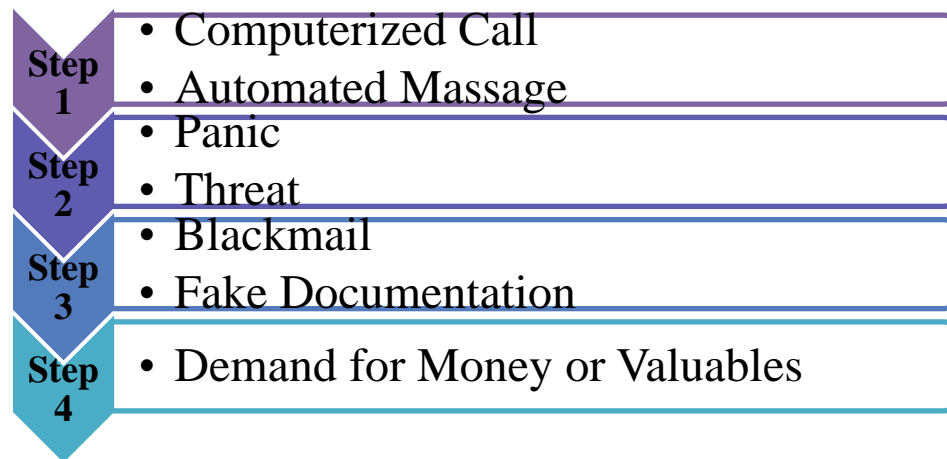 Step
1
• Computerized Call
• Automated Massage
Step
2
• Panic
• Threat
Step
3
• Blackmail
• Fake Documentation
Step
4
• Demand for Money or Valuables